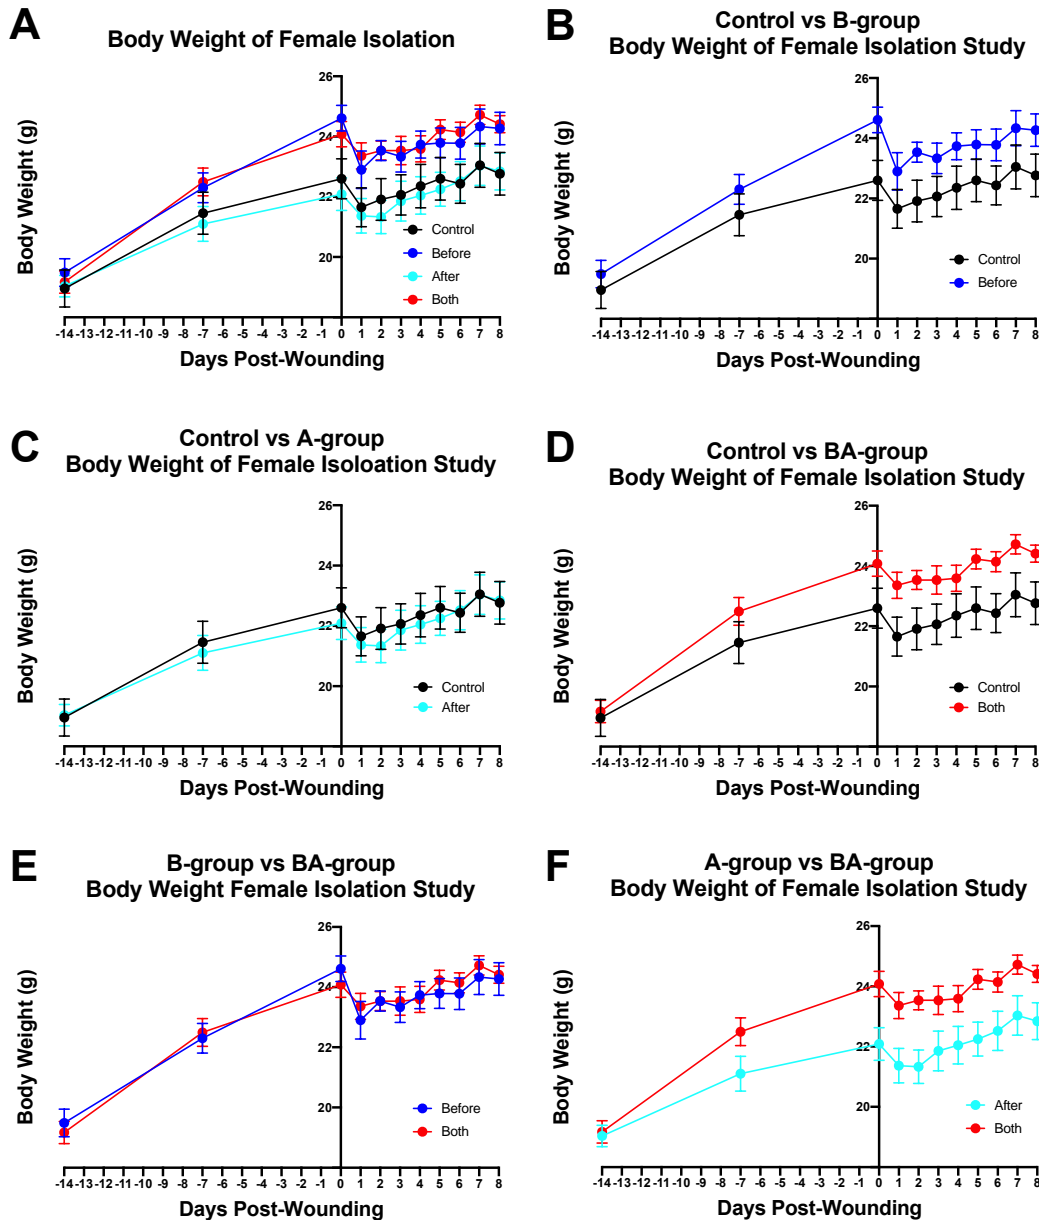 A
Body Weight of Female Isolation
Body Weight (g)
26
24
22
20
Control
Before
After
Both
-14 -13 -12 -11 -10 -9 -8 -7 -6 -5 -4 -3 -2 -1 0 1 2 3 4 5 6 7 8
Days Post-Wounding
B
Control vs B-group
Body Weight of Female Isolation Study
Body Weight (g)
26
24
22
20
Control
Before
-14 -13 -12 -11 -10 -9 -8 -7 -6 -5 -4 -3 -2 -1 0 1 2 3 4 5 6 7 8
Days Post-Wounding
C
Control vs A-group
Body Weight of Female Isoloation Study
Body Weight (g)
26
24
22
20
Control
After
-14 -13 -12 -11 -10 -9 -8 -7 -6 -5 -4 -3 -2 -1 0 1 2 3 4 5 6 7 8
Days Post-Wounding
D
Control vs BA-group
Body Weight of Female Isolation Study
Body Weight (g)
26
24
22
20
Control
Both
-14 -13 -12 -11 -10 -9 -8 -7 -6 -5 -4 -3 -2 -1 0 1 2 3 4 5 6 7 8
Days Post-Wounding
E
B-group vs BA-group
Body Weight Female Isolation Study
Body Weight (g)
26
24
22
20
Before
Both
-14 -13 -12 -11 -10 -9 -8 -7 -6 -5 -4 -3 -2 -1 0 1 2 3 4 5 6 7 8
Days Post-Wounding
F
A-group vs BA-group
Body Weight of Female Isolation Study
Body Weight (g)
26
24
22
20
After
Both
-14 -13 -12 -11 -10 -9 -8 -7 -6 -5 -4 -3 -2 -1 0 1 2 3 4 5 6 7 8
Days Post-Wounding